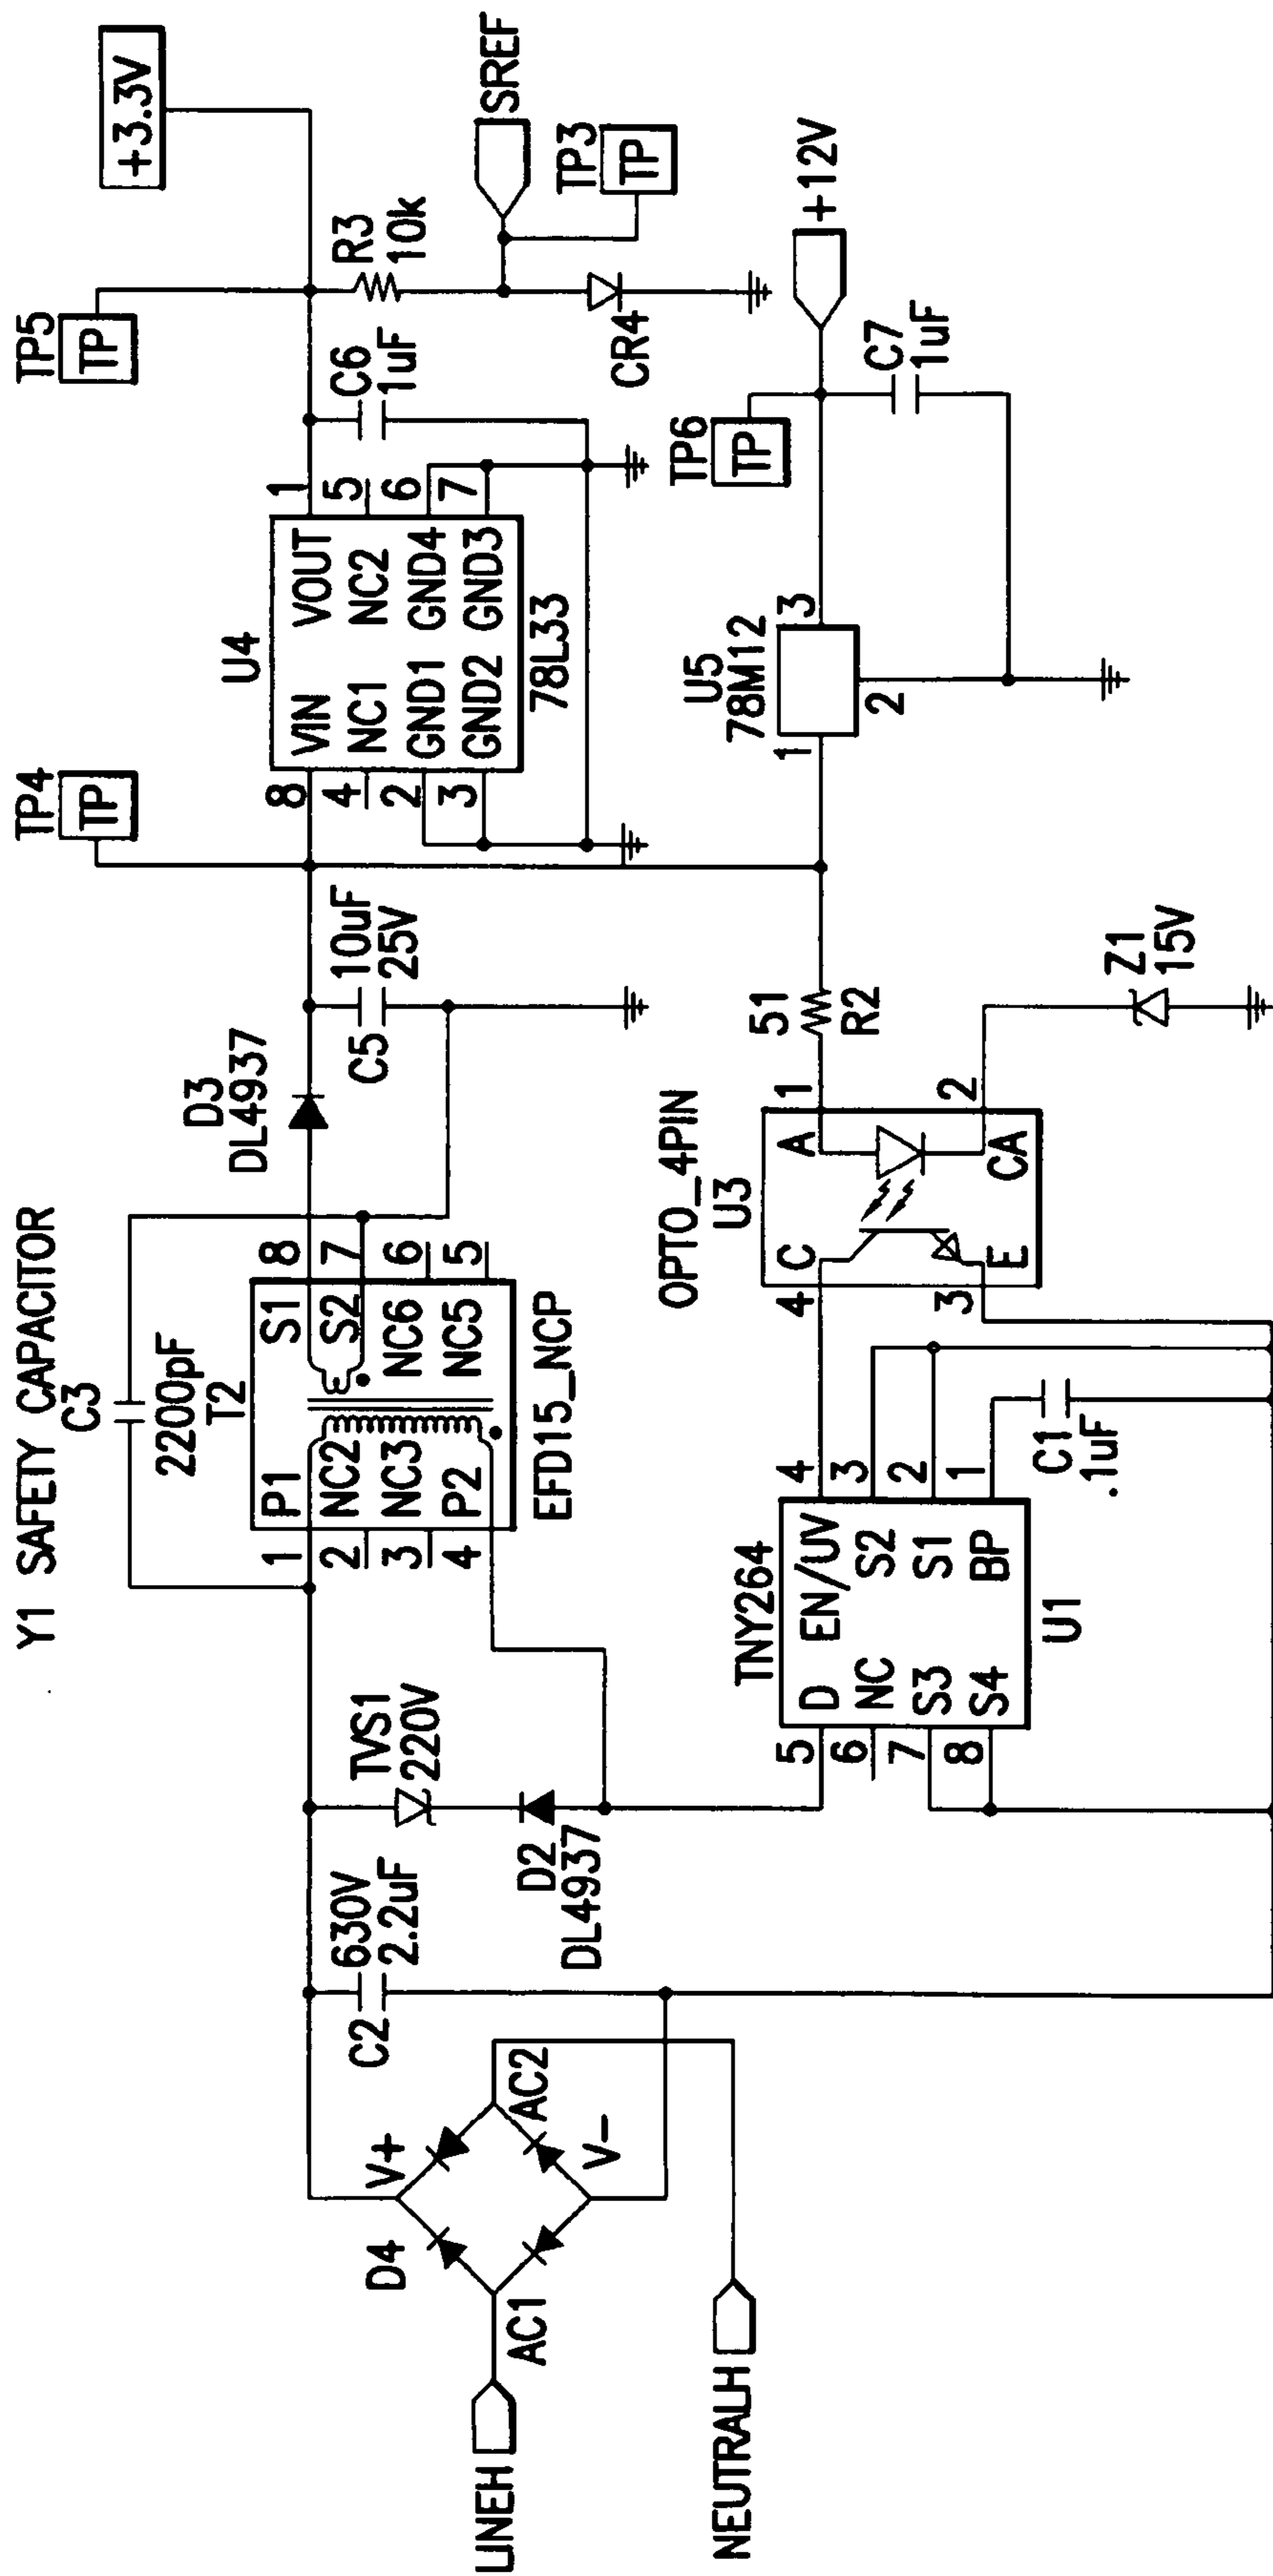 Y1 SAFETY CAPACITOR
C3
2200pF
T2
1
P1
2
NC2
3
NC3
4
P2
S1
8
S2
7
NC6
6
NC5
5
EFD15_NCP
D3
DL4937
10uF
25V
C5
TP4
TP
U4
8
VIN
VOUT
1
4
NC1
NC2
5
2
GND1
GND4
6
3
GND2
GND3
7
78L33
C6
1uF
TP5
TP
+3.3V
R3
10k
SREF
TP3
TP
CR4
LINEH
AC1
D4
V+
AC2
V-
NEUTRALH
630V
2.2uF
C2
TVS1
220V
D2
DL4937
TNY264
5
D
EN/UV
4
6
NC
S2
3
7
S3
S1
2
8
S4
BP
1
U1
C1
.1uF
OPTO_4PIN
U3
4
C
A
1
3
E
CA
2
51
R2
Z1
15V
U5
78M12
1
3
2
TP6
TP
C7
1uF
+12V